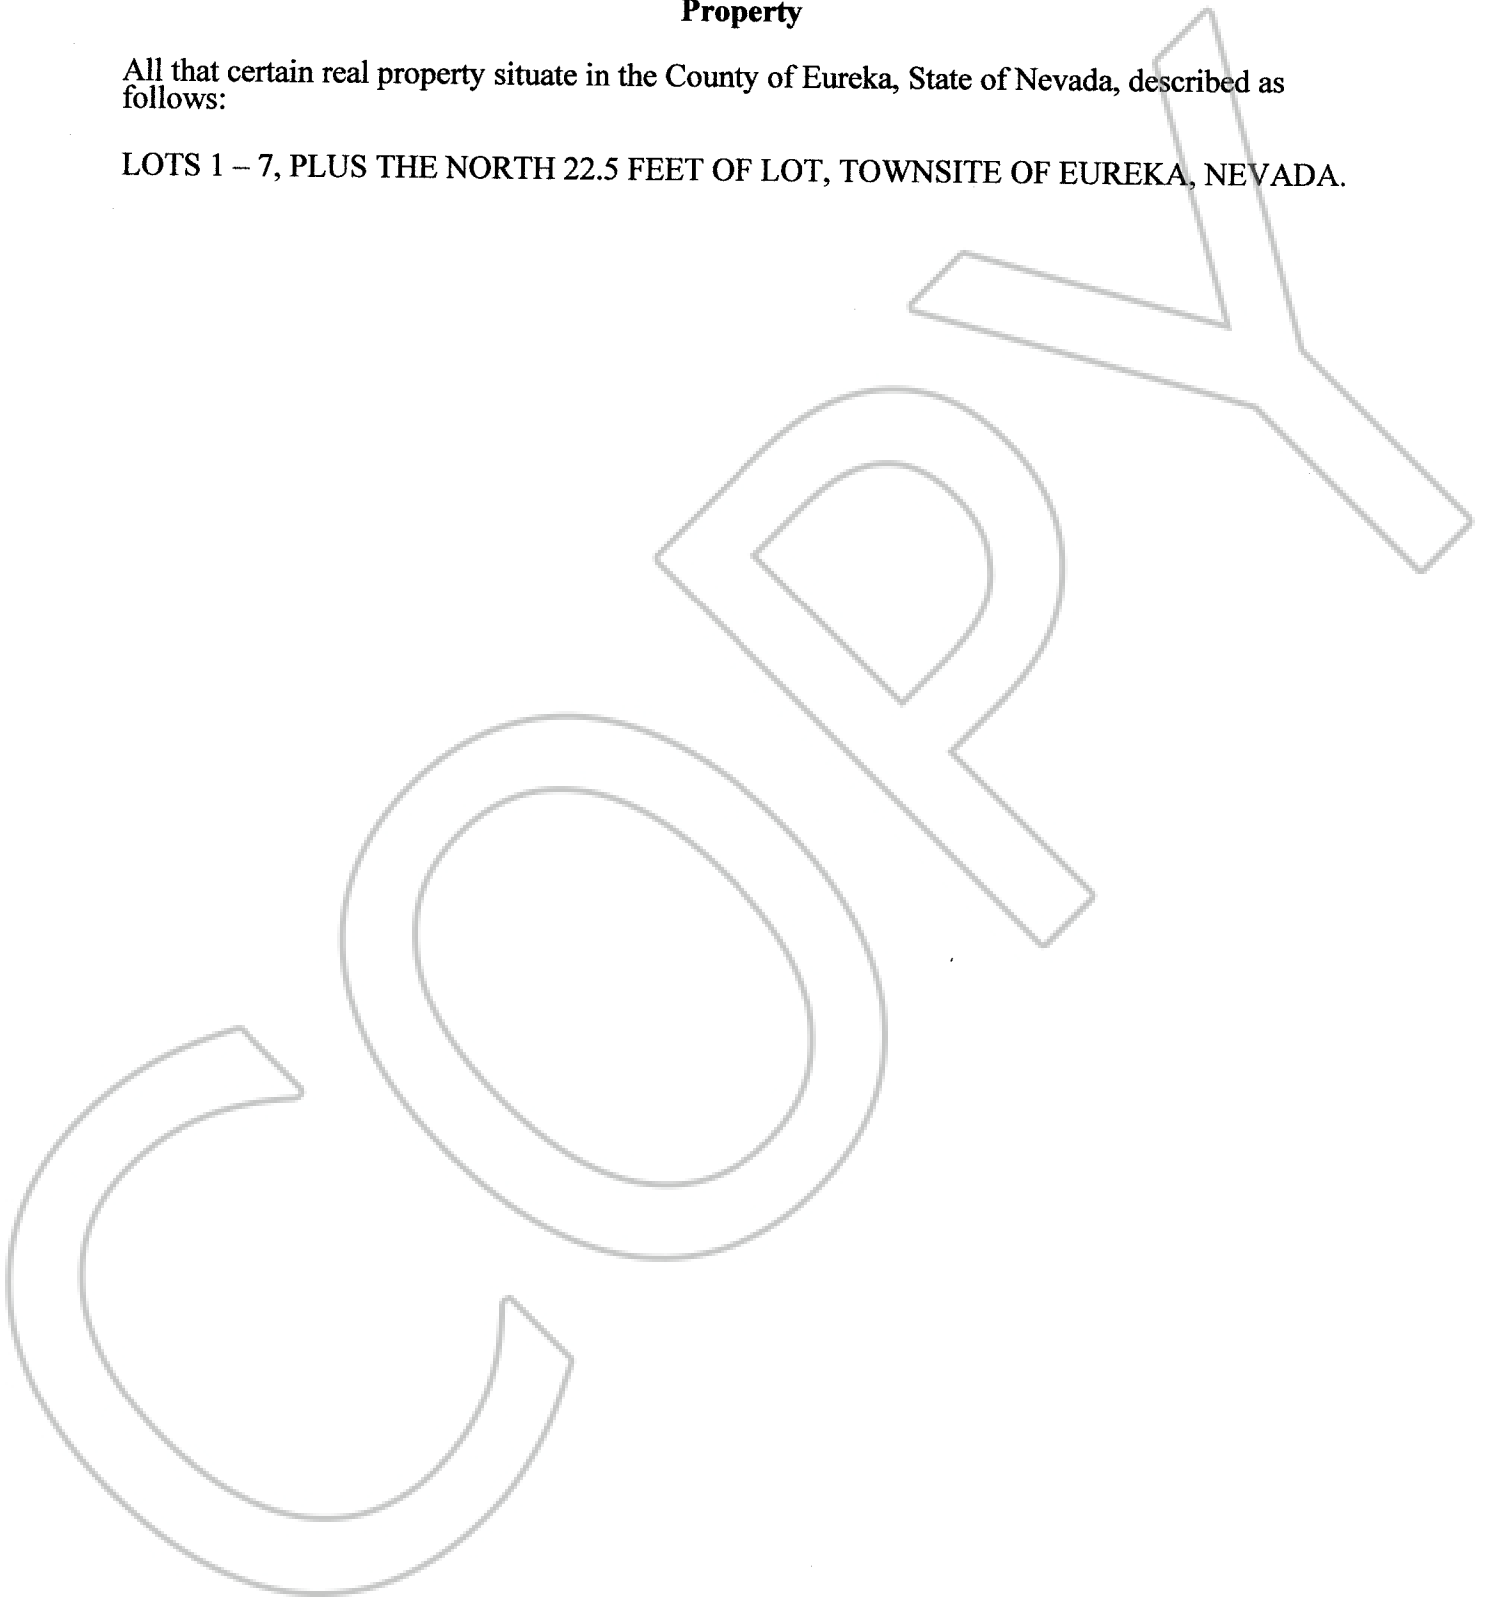 Property
All that certain real property situate in the County of Eureka, State of Nevada, described as
follows:
LOTS 1 – 7, PLUS THE NORTH 22.5 FEET OF LOT, TOWNSITE OF EUREKA, NEVADA.
COPY